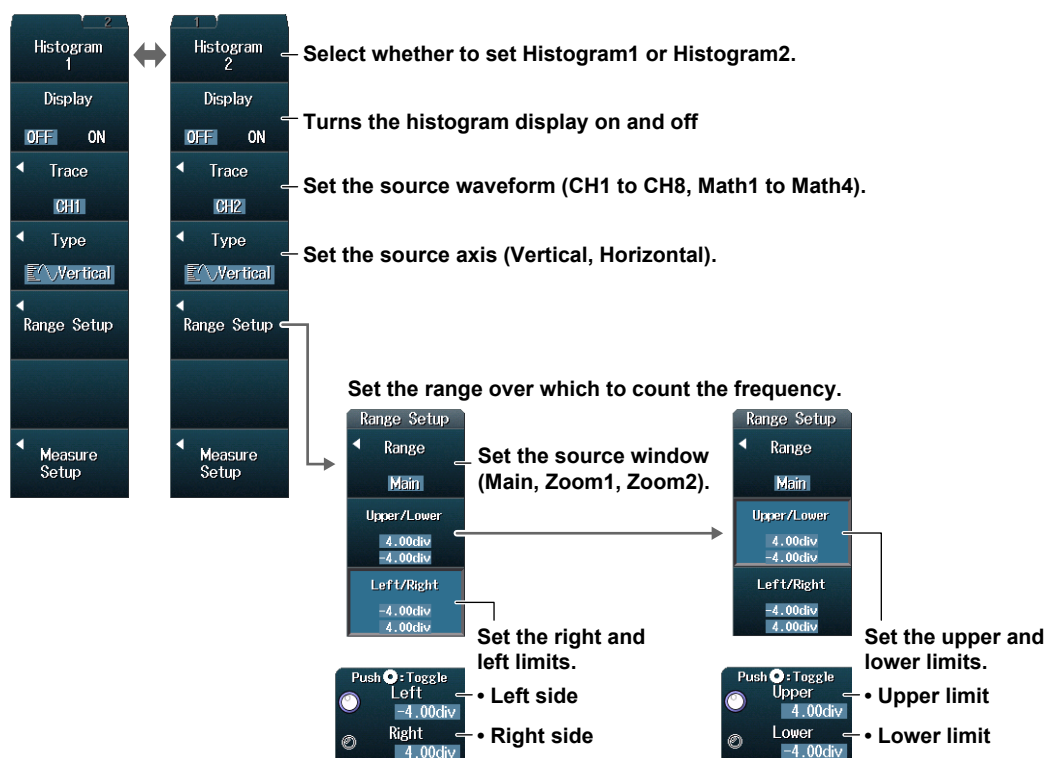 2
Histogram
1
Display
OFF ON
Trace
CH1
Type
Vertical
Range Setup
Measure
Setup
1
Histogram
2
Display
OFF ON
Trace
CH2
Type
Vertical
Range Setup
Measure
Setup
Select whether to set Histogram1 or Histogram2.
Turns the histogram display on and off
Set the source waveform (CH1 to CH8, Math1 to Math4).
Set the source axis (Vertical, Horizontal).
Set the range over which to count the frequency.
Range Setup
Range
Main
Upper/Lower
4.00div
-4.00div
Left/Right
-4.00div
4.00div
Set the source window
(Main, Zoom1, Zoom2).
Set the right and
left limits.
Push :Toggle
Left
-4.00div
Right
4.00div
• Left side
• Right side
Range Setup
Range
Main
Upper/Lower
4.00div
-4.00div
Left/Right
-4.00div
4.00div
Set the upper and
lower limits.
Push :Toggle
Upper
4.00div
Lower
-4.00div
• Upper limit
• Lower limit